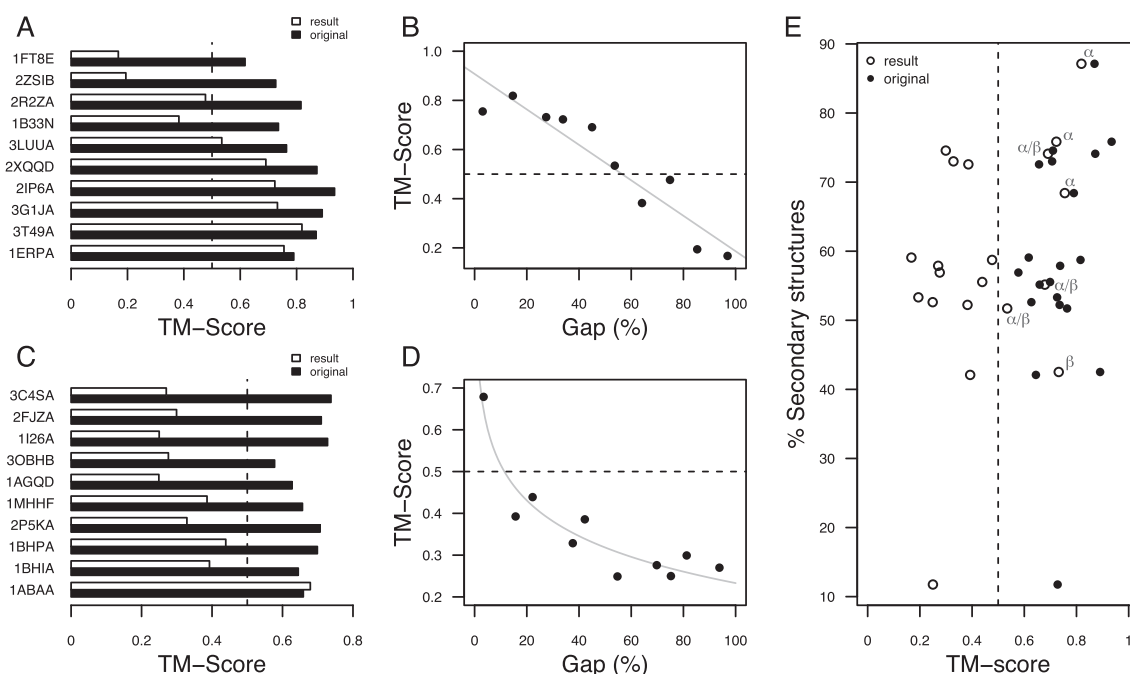 A
result
original
1FT8E
2ZSIB
2R2ZA
1B33N
3LUUA
2XQQD
2IP6A
3G1JA
3T49A
1ERPA
0 0.2 0.4 0.6 0.8 1
TM−Score
B
1.0
0.8
0.6
0.4
0.2
TM−Score
0 20 40 60 80 100
Gap (%)
C
result
original
3C4SA
2FJZA
1I26A
3OBHB
1AGQD
1MHHF
2P5KA
1BHPA
1BHIA
1ABAA
0 0.2 0.4 0.6 0.8
TM−Score
D
0.7
0.6
0.5
0.4
0.3
0.2
TM−Score
0 20 40 60 80 100
Gap (%)
E
result
original
90
80
70
60
50
40
30
20
10
% Secondary structures
α
α
α/β
α
α/β
α/β
β
0 0.2 0.4 0.6 0.8 1
TM−score